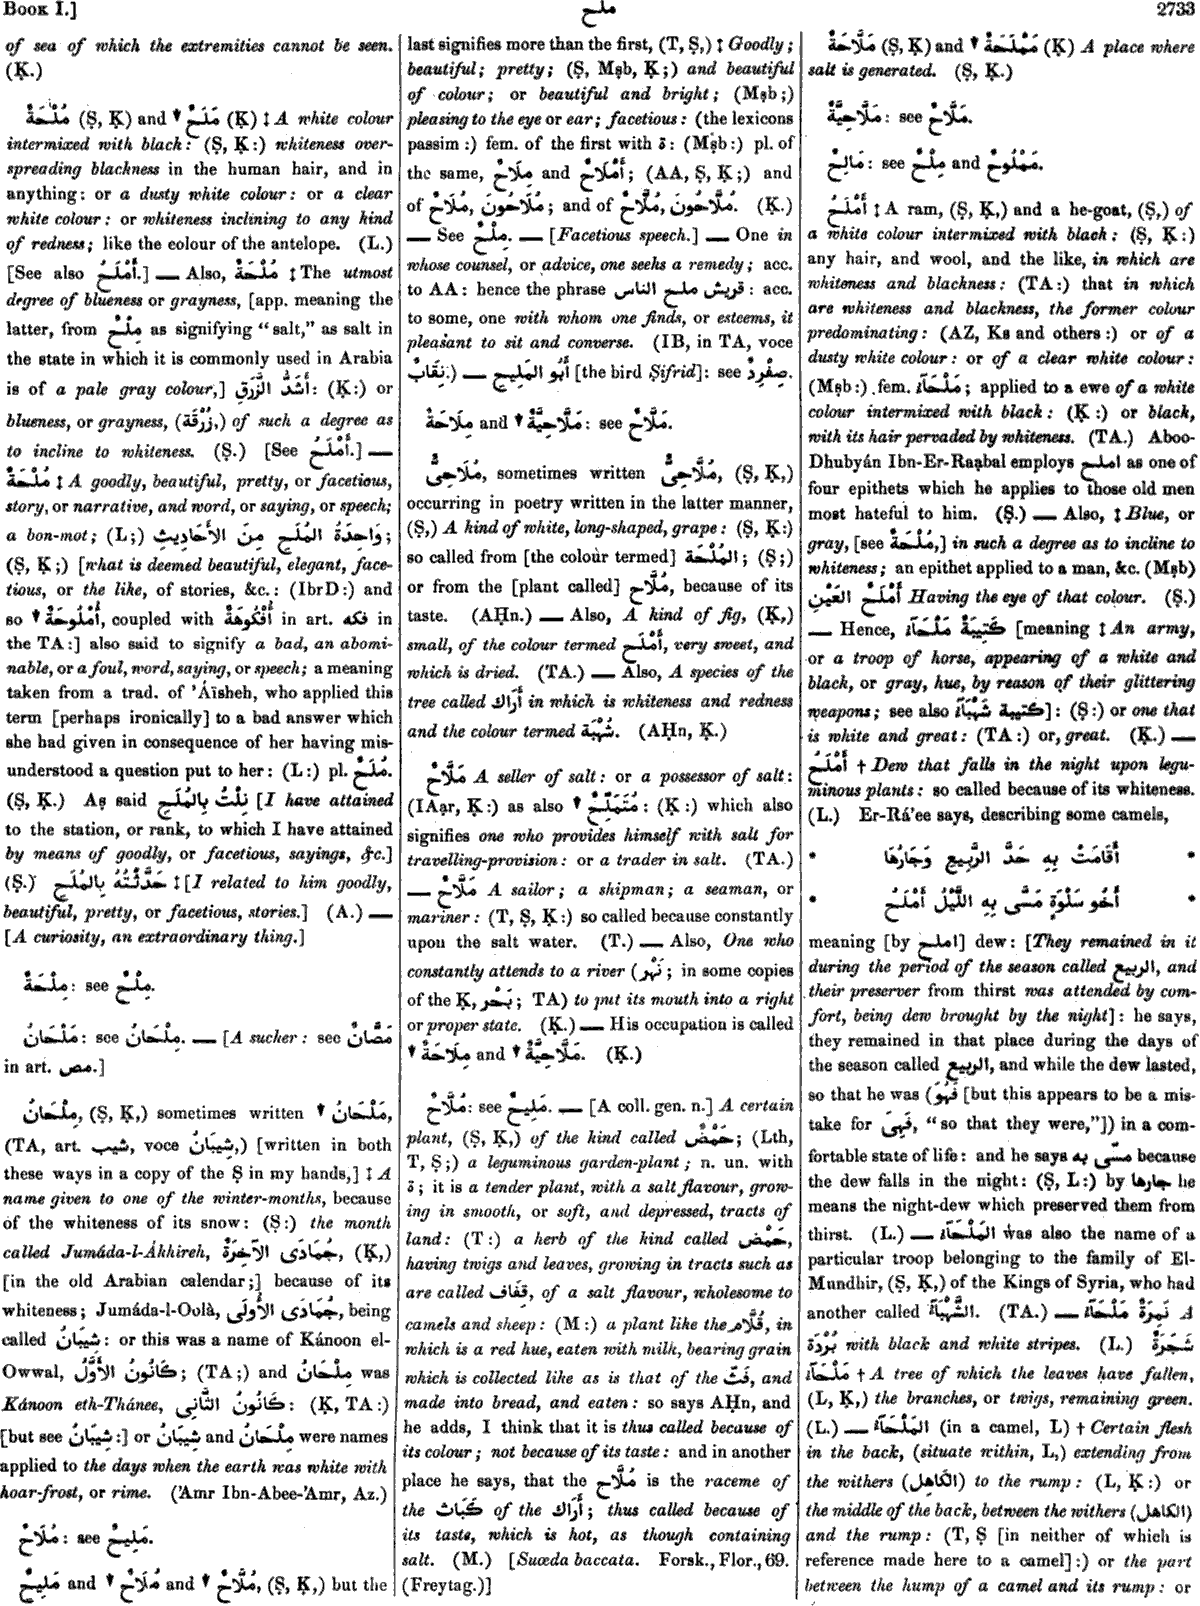 Book I.]
ملح
2733
of sea of which the extremities cannot be seen.
(Ḳ.)
مُلْحَةٌ (Ṣ, Ḳ) and ▼ مَلَحٌ (Ḳ) ‡ A white colour
intermixed with black: (Ṣ, Ḳ:) whiteness over-
spreading blackness in the human hair, and in
anything: or a dusty white colour: or a clear
white colour: or whiteness inclining to any kind
of redness; like the colour of the antelope. (L.)
[See also أَمْلَحُ.] — Also, مُلْحَةٌ ‡ The utmost
degree of blueness or grayness, [app. meaning the
latter, from مِلْحٌ as signifying “salt,” as salt in
the state in which it is commonly used in Arabia
is of a pale gray colour,] أَشَدُّ الزَّرَقِ: (Ḳ:) or
blueness, or grayness, (زُرْقَة,) of such a degree as
to incline to whiteness. (Ṣ.) [See أَمْلَحُ.] —
مُلْحَةٌ ‡ A goodly, beautiful, pretty, or facetious,
story, or narrative, and word, or saying, or speech;
a bon-mot; (L;) وَاحِدَةُ المُلَحِ مِنَ الأَحَادِيثِ;
(Ṣ, Ḳ;) [what is deemed beautiful, elegant, face-
tious, or the like, of stories, &c.: (IbrD:) and
so ▼ أُمْلُوحَةٌ, coupled with أُفْكُوهَةٌ in art. فكه in
the TA:] also said to signify a bad, an abomi-
nable, or a foul, word, saying, or speech; a meaning
taken from a trad. of ’Áïsheh, who applied this
term [perhaps ironically] to a bad answer which
she had given in consequence of her having mis-
understood a question put to her: (L:) pl. مُلَحٌ.
(Ṣ, Ḳ.) Aṣ said نِلْتُ بِالمُلَحِ [I have attained
to the station, or rank, to which I have attained
by means of goodly, or facetious, sayings, &c.]
(Ṣ.) حَدَّثْتُهُ بِالمُلَحِ ‡ [I related to him goodly,
beautiful, pretty, or facetious, stories.] (A.) —
[A curiosity, an extraordinary thing.]
مِلْحَةٌ: see مِلْحٌ.
مَلْحَانُ: see مِلْحَانُ. — [A sucker: see مَصَّانٌ
in art. مص.]
مِلْحَانُ, (Ṣ, Ḳ,) sometimes written ▼ مَلْحَانُ,
(TA, art. شيب, voce شِيبَانُ,) [written in both
these ways in a copy of the Ṣ in my hands,] ‡ A
name given to one of the winter-months, because
of the whiteness of its snow: (Ṣ:) the month
called Jumáda-l-Ákhireh, جُمَادَى الآخِرَةُ, (Ḳ,)
[in the old Arabian calendar;] because of its
whiteness; Jumáda-l-Oolà, جُمَادَى الأُولَى, being
called شِيبَانُ: or this was a name of Kánoon el-
Owwal, كَانُونُ الأَوَّلُ; (TA;) and مِلْحَانُ was
Kánoon eth-Thánee, كَانُونُ الثَّانِى: (Ḳ, TA:)
[but see شِيبَانُ:] or شِيبَانُ and مِلْحَانُ were names
applied to the days when the earth was white with
hoar-frost, or rime. (’Amr Ibn-Abee-’Amr, Az.)
مُلَاحٌ: see مَلِيحٌ.
مَلِيحٌ and ▼ مُلَاحٌ and ▼ مُلَّاحٌ, (Ṣ, Ḳ,) but the
last signifies more than the first, (T, Ṣ,) ‡ Goodly;
beautiful; pretty; (Ṣ, Mṣb, Ḳ;) and beautiful
of colour; or beautiful and bright; (Mṣb;)
pleasing to the eye or ear; facetious: (the lexicons
passim:) fem. of the first with ة: (Mṣb:) pl. of
the same, مِلَاحٌ and أَمْلَاحٌ; (AA, Ṣ, Ḳ;) and
of مُلَاحٌ, مُلَاحُونَ; and of مُلَّاحٌ, مُلَّاحُونَ. (Ḳ.)
— See مِلْحٌ. — [Facetious speech.] — One in
whose counsel, or advice, one seeks a remedy; acc.
to AA: hence the phrase قريش ملح الناس: acc.
to some, one with whom one finds, or esteems, it
pleasant to sit and converse. (IB, in TA, voce
نِقَابٌ.) — أَبُو المَلِيحِ [the bird Ṣifrid]: see صِفْرِدٌ.
مِلَاحَةٌ and ▼ مَلَّاحِيَّةٌ: see مَلَّاحٌ.
مُلَاحِىٌّ, sometimes written مُلَّاحِىٌّ, (Ṣ, Ḳ,)
occurring in poetry written in the latter manner,
(Ṣ,) A kind of white, long-shaped, grape: (Ṣ, Ḳ:)
so called from [the colour termed] المُلْحَة; (Ṣ;)
or from the [plant called] مُلَّاح, because of its
taste. (AḤn.) — Also, A kind of fig, (Ḳ,)
small, of the colour termed أَمْلَح, very sweet, and
which is dried. (TA.) — Also, A species of the
tree called أَرَاك in which is whiteness and redness
and the colour termed شُهْبَة. (AḤn, Ḳ.)
مَلَّاحٌ A seller of salt: or a possessor of salt:
(IAạr, Ḳ:) as also ▼ مُتَمَلِّحٌ: (Ḳ:) which also
signifies one who provides himself with salt for
travelling-provision: or a trader in salt. (TA.)
— مَلَّاحٌ A sailor; a shipman; a seaman, or
mariner: (T, Ṣ, Ḳ:) so called because constantly
upon the salt water. (T.) — Also, One who
constantly attends to a river (نَهْر; in some copies
of the Ḳ, بَحْر; TA) to put its mouth into a right
or proper state. (Ḳ.) — His occupation is called
▼ مِلَاحَةٌ and ▼ مَلَّاحِيَّةٌ. (Ḳ.)
مُلَّاحٌ: see مَلِيحٌ. — [A coll. gen. n.] A certain
plant, (Ṣ, Ḳ,) of the kind called حَمْضٌ; (Lth,
T, Ṣ;) a leguminous garden-plant; n. un. with
ة; it is a tender plant, with a salt flavour, grow-
ing in smooth, or soft, and depressed, tracts of
land: (T:) a herb of the kind called حَمْض,
having twigs and leaves, growing in tracts such as
are called قِفَاف, of a salt flavour, wholesome to
camels and sheep: (M:) a plant like the قُلَّام, in
which is a red hue, eaten with milk, bearing grain
which is collected like as is that of the فَثّ, and
made into bread, and eaten: so says AḤn, and
he adds, I think that it is thus called because of
its colour; not because of its taste: and in another
place he says, that the مُلَّاح is the raceme of
the كَبَاث of the أَرَاك; thus called because of
its taste, which is hot, as though containing
salt. (M.) [Suæda baccata. Forsk., Flor., 69.
(Freytag.)]
مَلَّاحَةٌ (Ṣ, Ḳ) and ▼ مَمْلَحَةٌ (Ḳ) A place where
salt is generated. (Ṣ, Ḳ.)
مَلَّاحِيَّةٌ: see مَلَّاحٌ.
مَالِحٌ: see مِلْحٌ and مَمْلُوحٌ.
أَمْلَحُ ‡ A ram, (Ṣ, Ḳ,) and a he-goat, (Ṣ,) of
a white colour intermixed with black: (Ṣ, Ḳ:)
any hair, and wool, and the like, in which are
whiteness and blackness: (TA:) that in which
are whiteness and blackness, the former colour
predominating: (AZ, Ks and others:) or of a
dusty white colour: or of a clear white colour:
(Mṣb:) fem. مَلْحَآءُ; applied to a ewe of a white
colour intermixed with black: (Ḳ:) or black,
with its hair pervaded by whiteness. (TA.) Aboo-
Dhubyán Ibn-Er-Raạbal employs املح as one of
four epithets which he applies to those old men
most hateful to him. (Ṣ.) — Also, ‡ Blue, or
gray, [see مُلْحَةٌ,] in such a degree as to incline to
whiteness; an epithet applied to a man, &c. (Mṣb)
أَمْلَحُ العَيْنِ Having the eye of that colour. (Ṣ.)
— Hence, كَتِيبَةٌ مَلْحَآءُ [meaning ‡ An army,
or a troop of horse, appearing of a white and
black, or gray, hue, by reason of their glittering
weapons; see also كتيبة شَهْبَآءُ]: (Ṣ:) or one that
is white and great: (TA:) or, great. (Ḳ.) —
أَمْلَحُ † Dew that falls in the night upon legu-
minous plants: so called because of its whiteness.
(L.) Er-Rá’ee says, describing some camels,
* أَقَامَتْ بِهِ حَدَّ الرَّبِيعِ وَجَارُهَا *
* أَخُو سَلْوَةٍ مَسَّى بِهِ اللَّيْلُ أَمْلَحُ *
meaning [by املح] dew: [They remained in it
during the period of the season called الربيع, and
their preserver from thirst was attended by com-
fort, being dew brought by the night]: he says,
they remained in that place during the days of
the season called الربيع, and while the dew lasted,
so that he was (فَهُوَ [but this appears to be a mis-
take for فَهِىَ, “so that they were,”]) in a com-
fortable state of life: and he says مسّى به because
the dew falls in the night: (Ṣ, L:) by جارها he
means the night-dew which preserved them from
thirst. (L.) — المَلْحَآءُ was also the name of a
particular troop belonging to the family of El-
Mundhir, (Ṣ, Ḳ,) of the Kings of Syria, who had
another called الشَّهْبَآءُ. (TA.) — نَمِرَةٌ مَلْحَآءُ A
بُرْدَة with black and white stripes. (L.) شَجَرَةٌ
مَلْحَآءُ † A tree of which the leaves have fallen,
(L, Ḳ,) the branches, or twigs, remaining green.
(L.) — المَلْحَآءُ (in a camel, L) † Certain flesh
in the back, (situate within, L,) extending from
the withers (الكَاهِل) to the rump: (L, Ḳ:) or
the middle of the back, between the withers (الكاهل)
and the rump: (T, Ṣ [in neither of which is
reference made here to a camel]:) or the part
between the hump of a camel and its rump: or